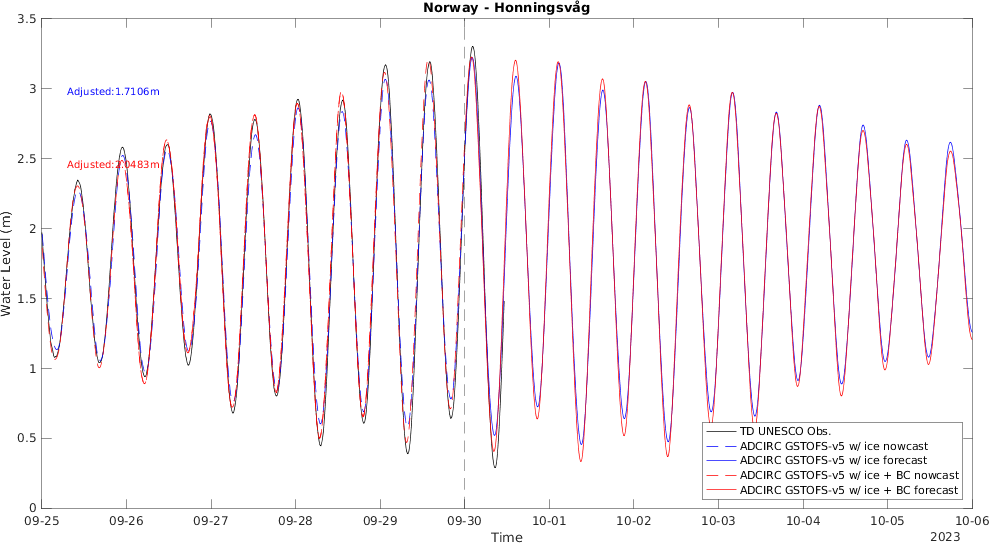 Norway - Honningsvåg
3.5
3
2.5
2
1.5
1
0.5
0
Water Level (m)
Adjusted:1.7106m
Adjusted:2.0483m
TD UNESCO Obs.
ADCIRC GSTOFS-v5 w/ ice nowcast
ADCIRC GSTOFS-v5 w/ ice forecast
ADCIRC GSTOFS-v5 w/ ice + BC nowcast
ADCIRC GSTOFS-v5 w/ ice + BC forecast
09-25 09-26 09-27 09-28 09-29 09-30 10-01 10-02 10-03 10-04 10-05 10-06
Time
2023